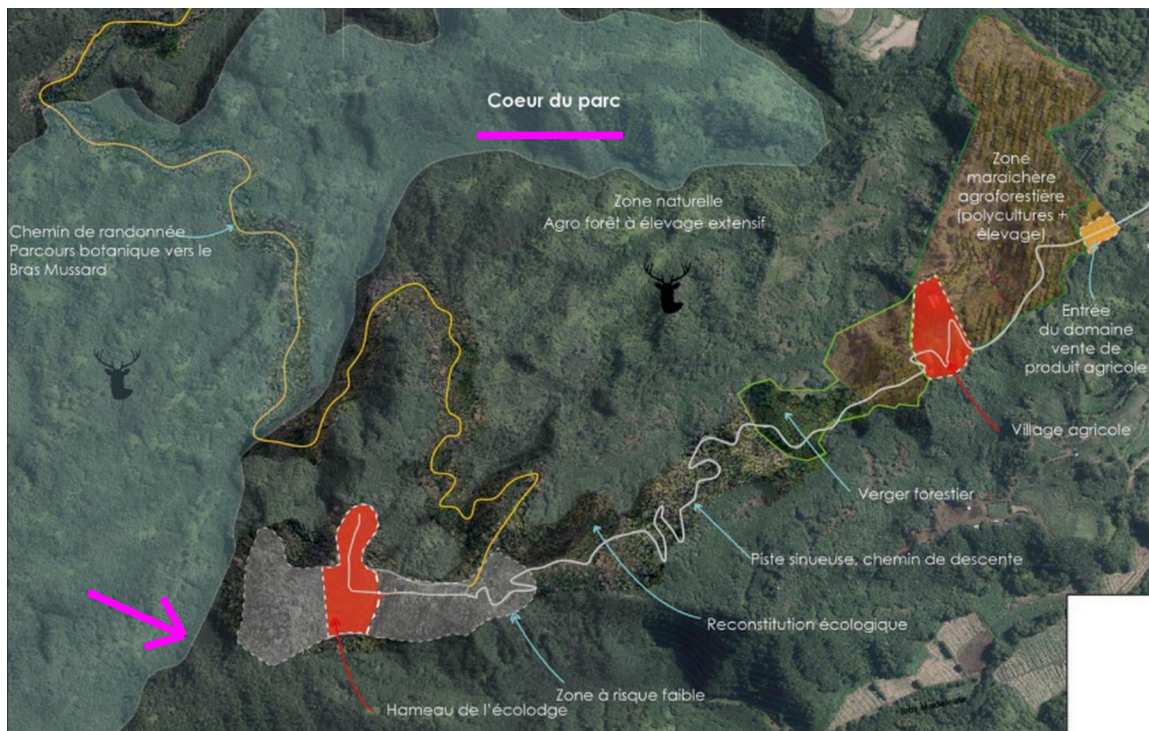 Coeur du parc
Zone naturelle
Agro forêt à élevage extensif
Zone
maraichère
agroforestière
(polycultures +
élevage)
Chemin de randonnée
Parcours botanique vers le
Bras Mussard
Entrée
du domaine
vente de
produit agricole
Village agricole
Verger forestier
Piste sinueuse, chemin de descente
Reconstitution écologique
Zone à risque faible
Hameau de l'écolodge
Bras